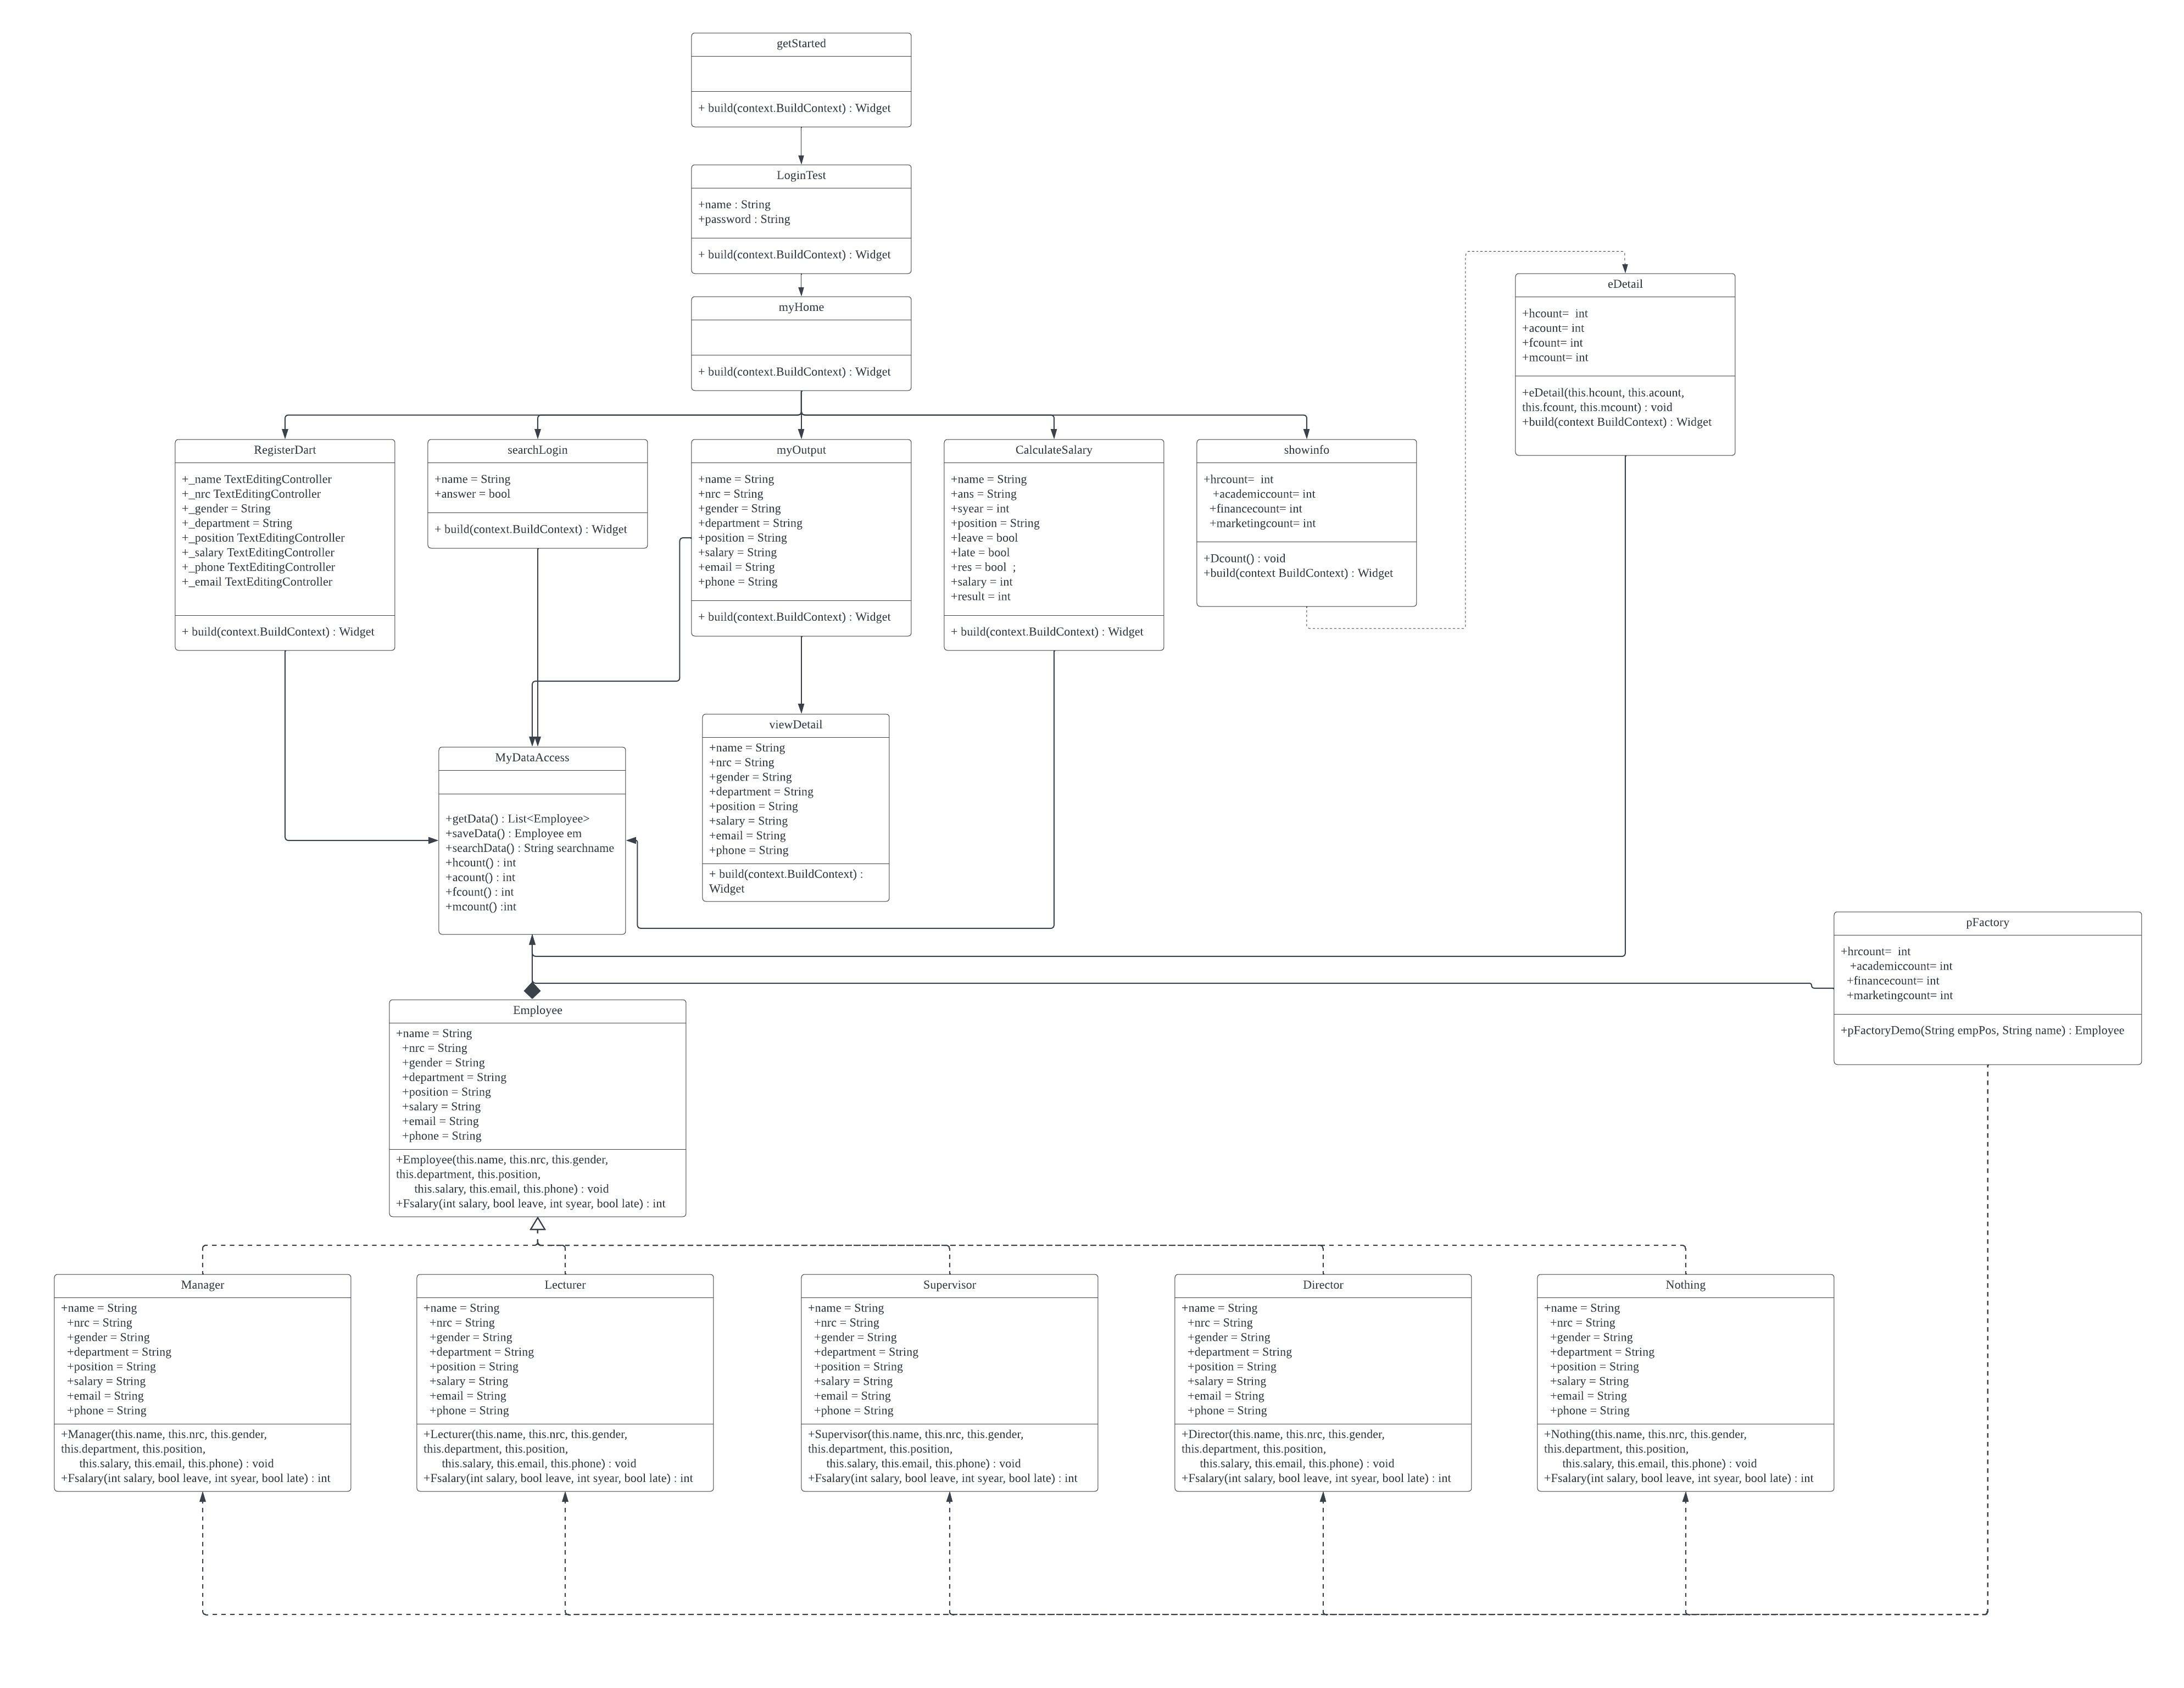 getStarted
+ build(context.BuildContext) : Widget
LoginTest
+name : String
+password : String
+ build(context.BuildContext) : Widget
myHome
+ build(context.BuildContext) : Widget
eDetail
+hcount=  int
+acount= int
+fcount= int
+mcount= int
+eDetail(this.hcount, this.acount,
this.fcount, this.mcount) : void
+build(context BuildContext) : Widget
RegisterDart
+_name TextEditingController
+_nrc TextEditingController
+_gender = String
+_department = String
+_position TextEditingController
+_salary TextEditingController
+_phone TextEditingController
+_email TextEditingController
+ build(context.BuildContext) : Widget
searchLogin
+name = String
+answer = bool
+ build(context.BuildContext) : Widget
myOutput
+name = String
+nrc = String
+gender = String
+department = String
+position = String
+salary = String
+email = String
+phone = String
+ build(context.BuildContext) : Widget
CalculateSalary
+name = String
+ans = String
+syear = int
+position = String
+leave = bool
+late = bool
+res = bool  ;
+salary = int
+result = int
+ build(context.BuildContext) : Widget
showinfo
+hrcount=  int
+academiccount= int
+financecount= int
+marketingcount= int
+Dcount() : void
+build(context BuildContext) : Widget
MyDataAccess
+getData() : List<Employee>
+saveData() : Employee em
+searchData() : String searchname
+hcount() : int
+acount() : int
+fcount() : int
+mcount() :int
viewDetail
+name = String
+nrc = String
+gender = String
+department = String
+position = String
+salary = String
+email = String
+phone = String
+ build(context.BuildContext) :
Widget
pFactory
+hrcount=  int
+academiccount= int
+financecount= int
+marketingcount= int
+pFactoryDemo(String empPos, String name) : Employee
Employee
+name = String
+nrc = String
+gender = String
+department = String
+position = String
+salary = String
+email = String
+phone = String
+Employee(this.name, this.nrc, this.gender,
this.department, this.position,
this.salary, this.email, this.phone) : void
+Fsalary(int salary, bool leave, int syear, bool late) : int
Manager
+name = String
+nrc = String
+gender = String
+department = String
+position = String
+salary = String
+email = String
+phone = String
+Manager(this.name, this.nrc, this.gender,
this.department, this.position,
this.salary, this.email, this.phone) : void
+Fsalary(int salary, bool leave, int syear, bool late) : int
Lecturer
+name = String
+nrc = String
+gender = String
+department = String
+position = String
+salary = String
+email = String
+phone = String
+Lecturer(this.name, this.nrc, this.gender,
this.department, this.position,
this.salary, this.email, this.phone) : void
+Fsalary(int salary, bool leave, int syear, bool late) : int
Supervisor
+name = String
+nrc = String
+gender = String
+department = String
+position = String
+salary = String
+email = String
+phone = String
+Supervisor(this.name, this.nrc, this.gender,
this.department, this.position,
this.salary, this.email, this.phone) : void
+Fsalary(int salary, bool leave, int syear, bool late) : int
Director
+name = String
+nrc = String
+gender = String
+department = String
+position = String
+salary = String
+email = String
+phone = String
+Director(this.name, this.nrc, this.gender,
this.department, this.position,
this.salary, this.email, this.phone) : void
+Fsalary(int salary, bool leave, int syear, bool late) : int
Nothing
+name = String
+nrc = String
+gender = String
+department = String
+position = String
+salary = String
+email = String
+phone = String
+Nothing(this.name, this.nrc, this.gender,
this.department, this.position,
this.salary, this.email, this.phone) : void
+Fsalary(int salary, bool leave, int syear, bool late) : int